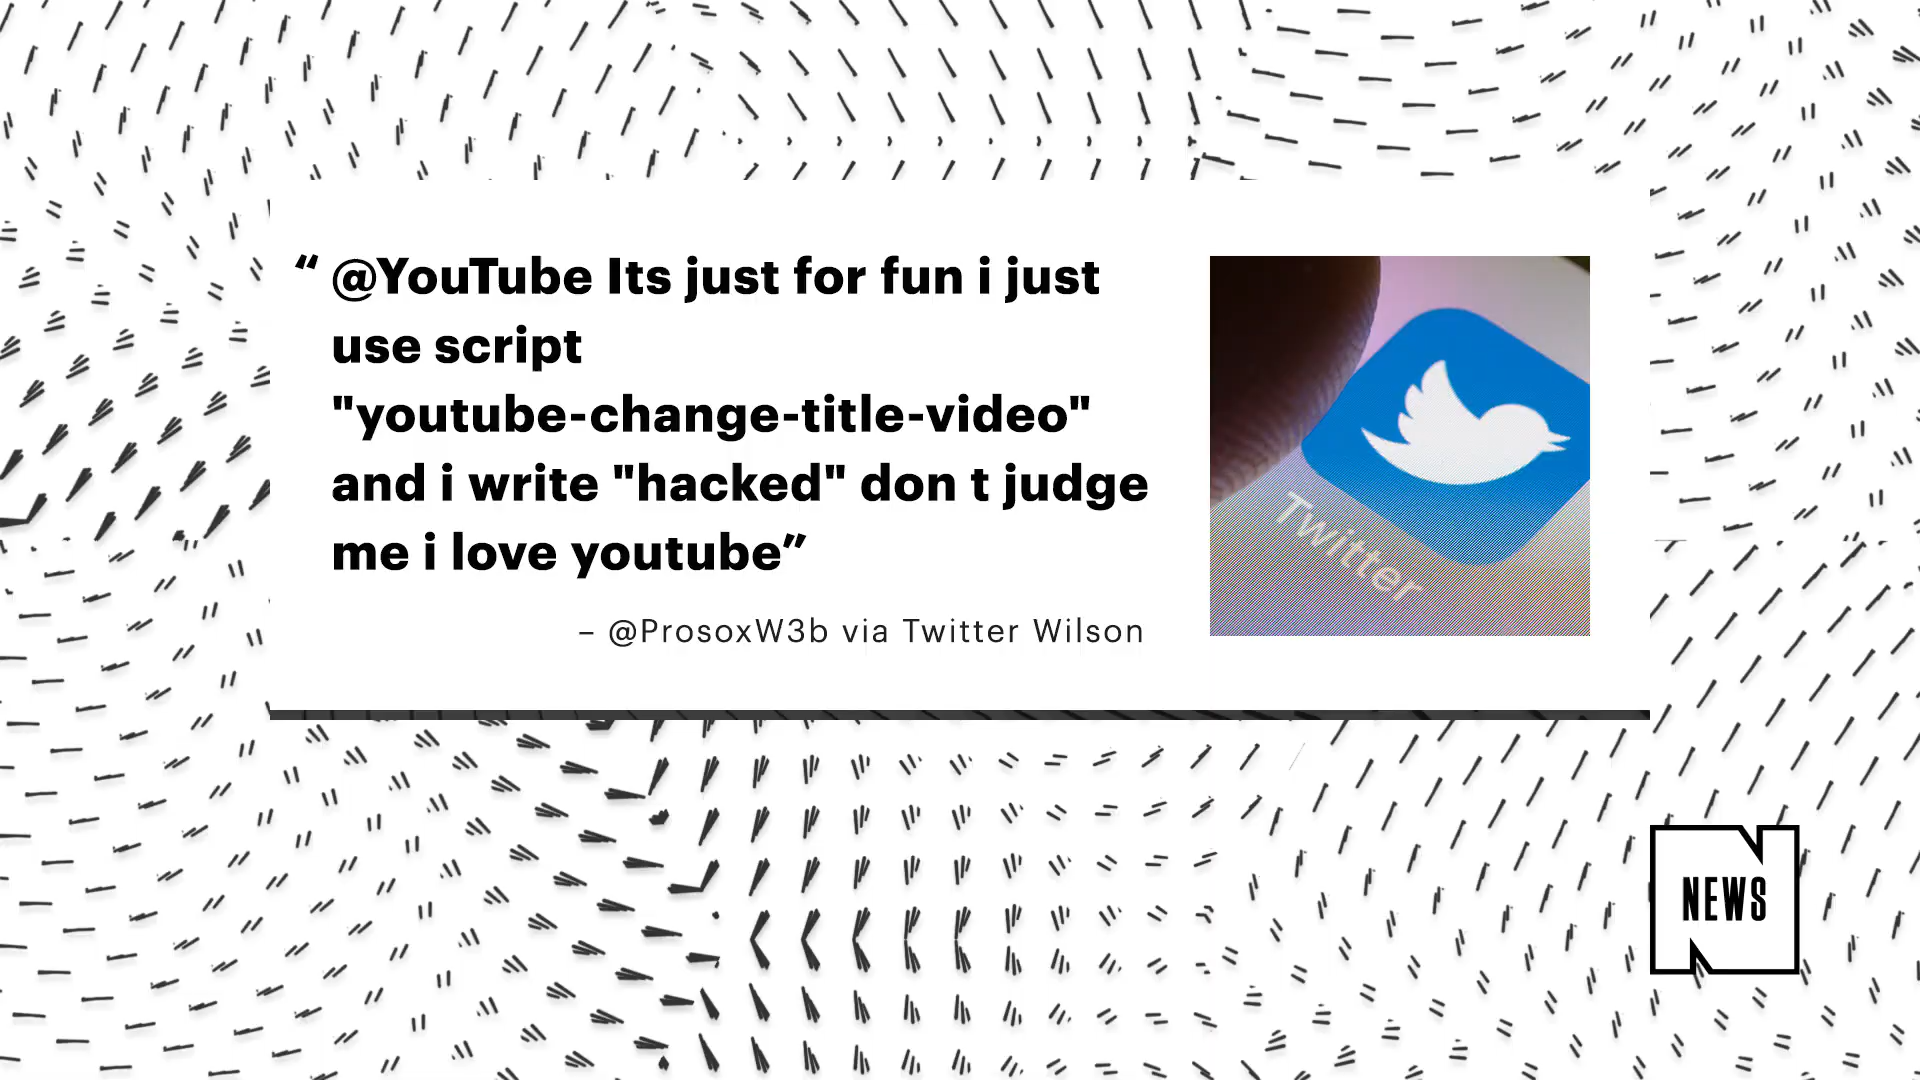 “ @YouTube Its just for fun i just
use script
"youtube-change-title-video"
and i write "hacked" don t judge
me i love youtube”
– @ProsoxW3b via Twitter Wilson
Twitter
NEWS